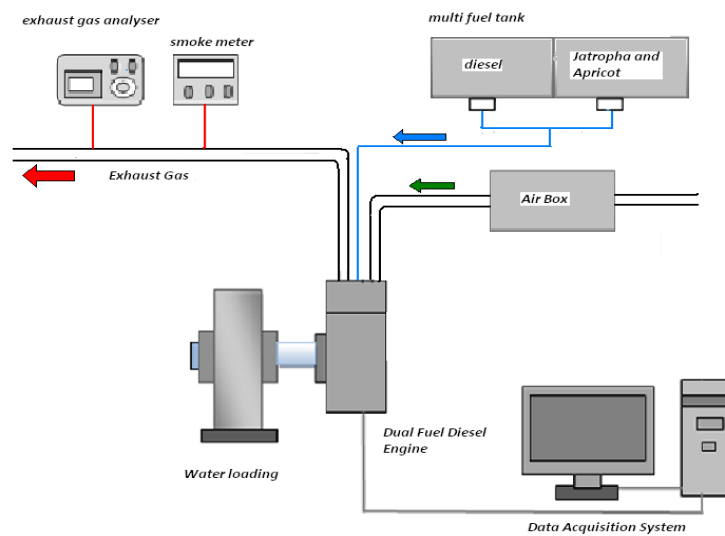 exhaust gas analyser
multi fuel tank
smoke meter
diesel
Jatropha and
Apricot
Exhaust Gas
Air Box
Dual Fuel Diesel
Engine
Water loading
Data Acquisition System